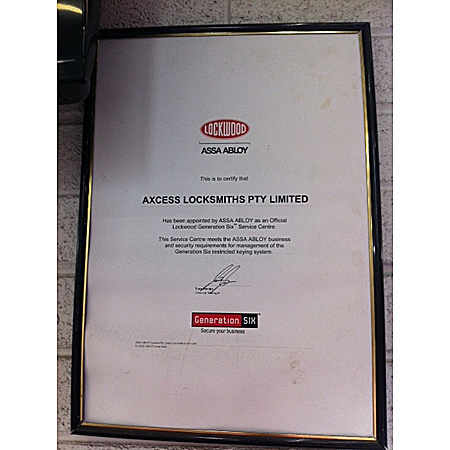 LOCKWOOD
ASSA ABLOY
This is to certify that
AXCESS LOCKSMITHS PTY LIMITED
Has been appointed by ASSA ABLOY as an Official
Lockwood Generation Six™ Service Centre.
This Service Centre meets the ASSA ABLOY business
and security requirements for management of the
Generation Six restricted keying system.
Generation SIX
Secure your business